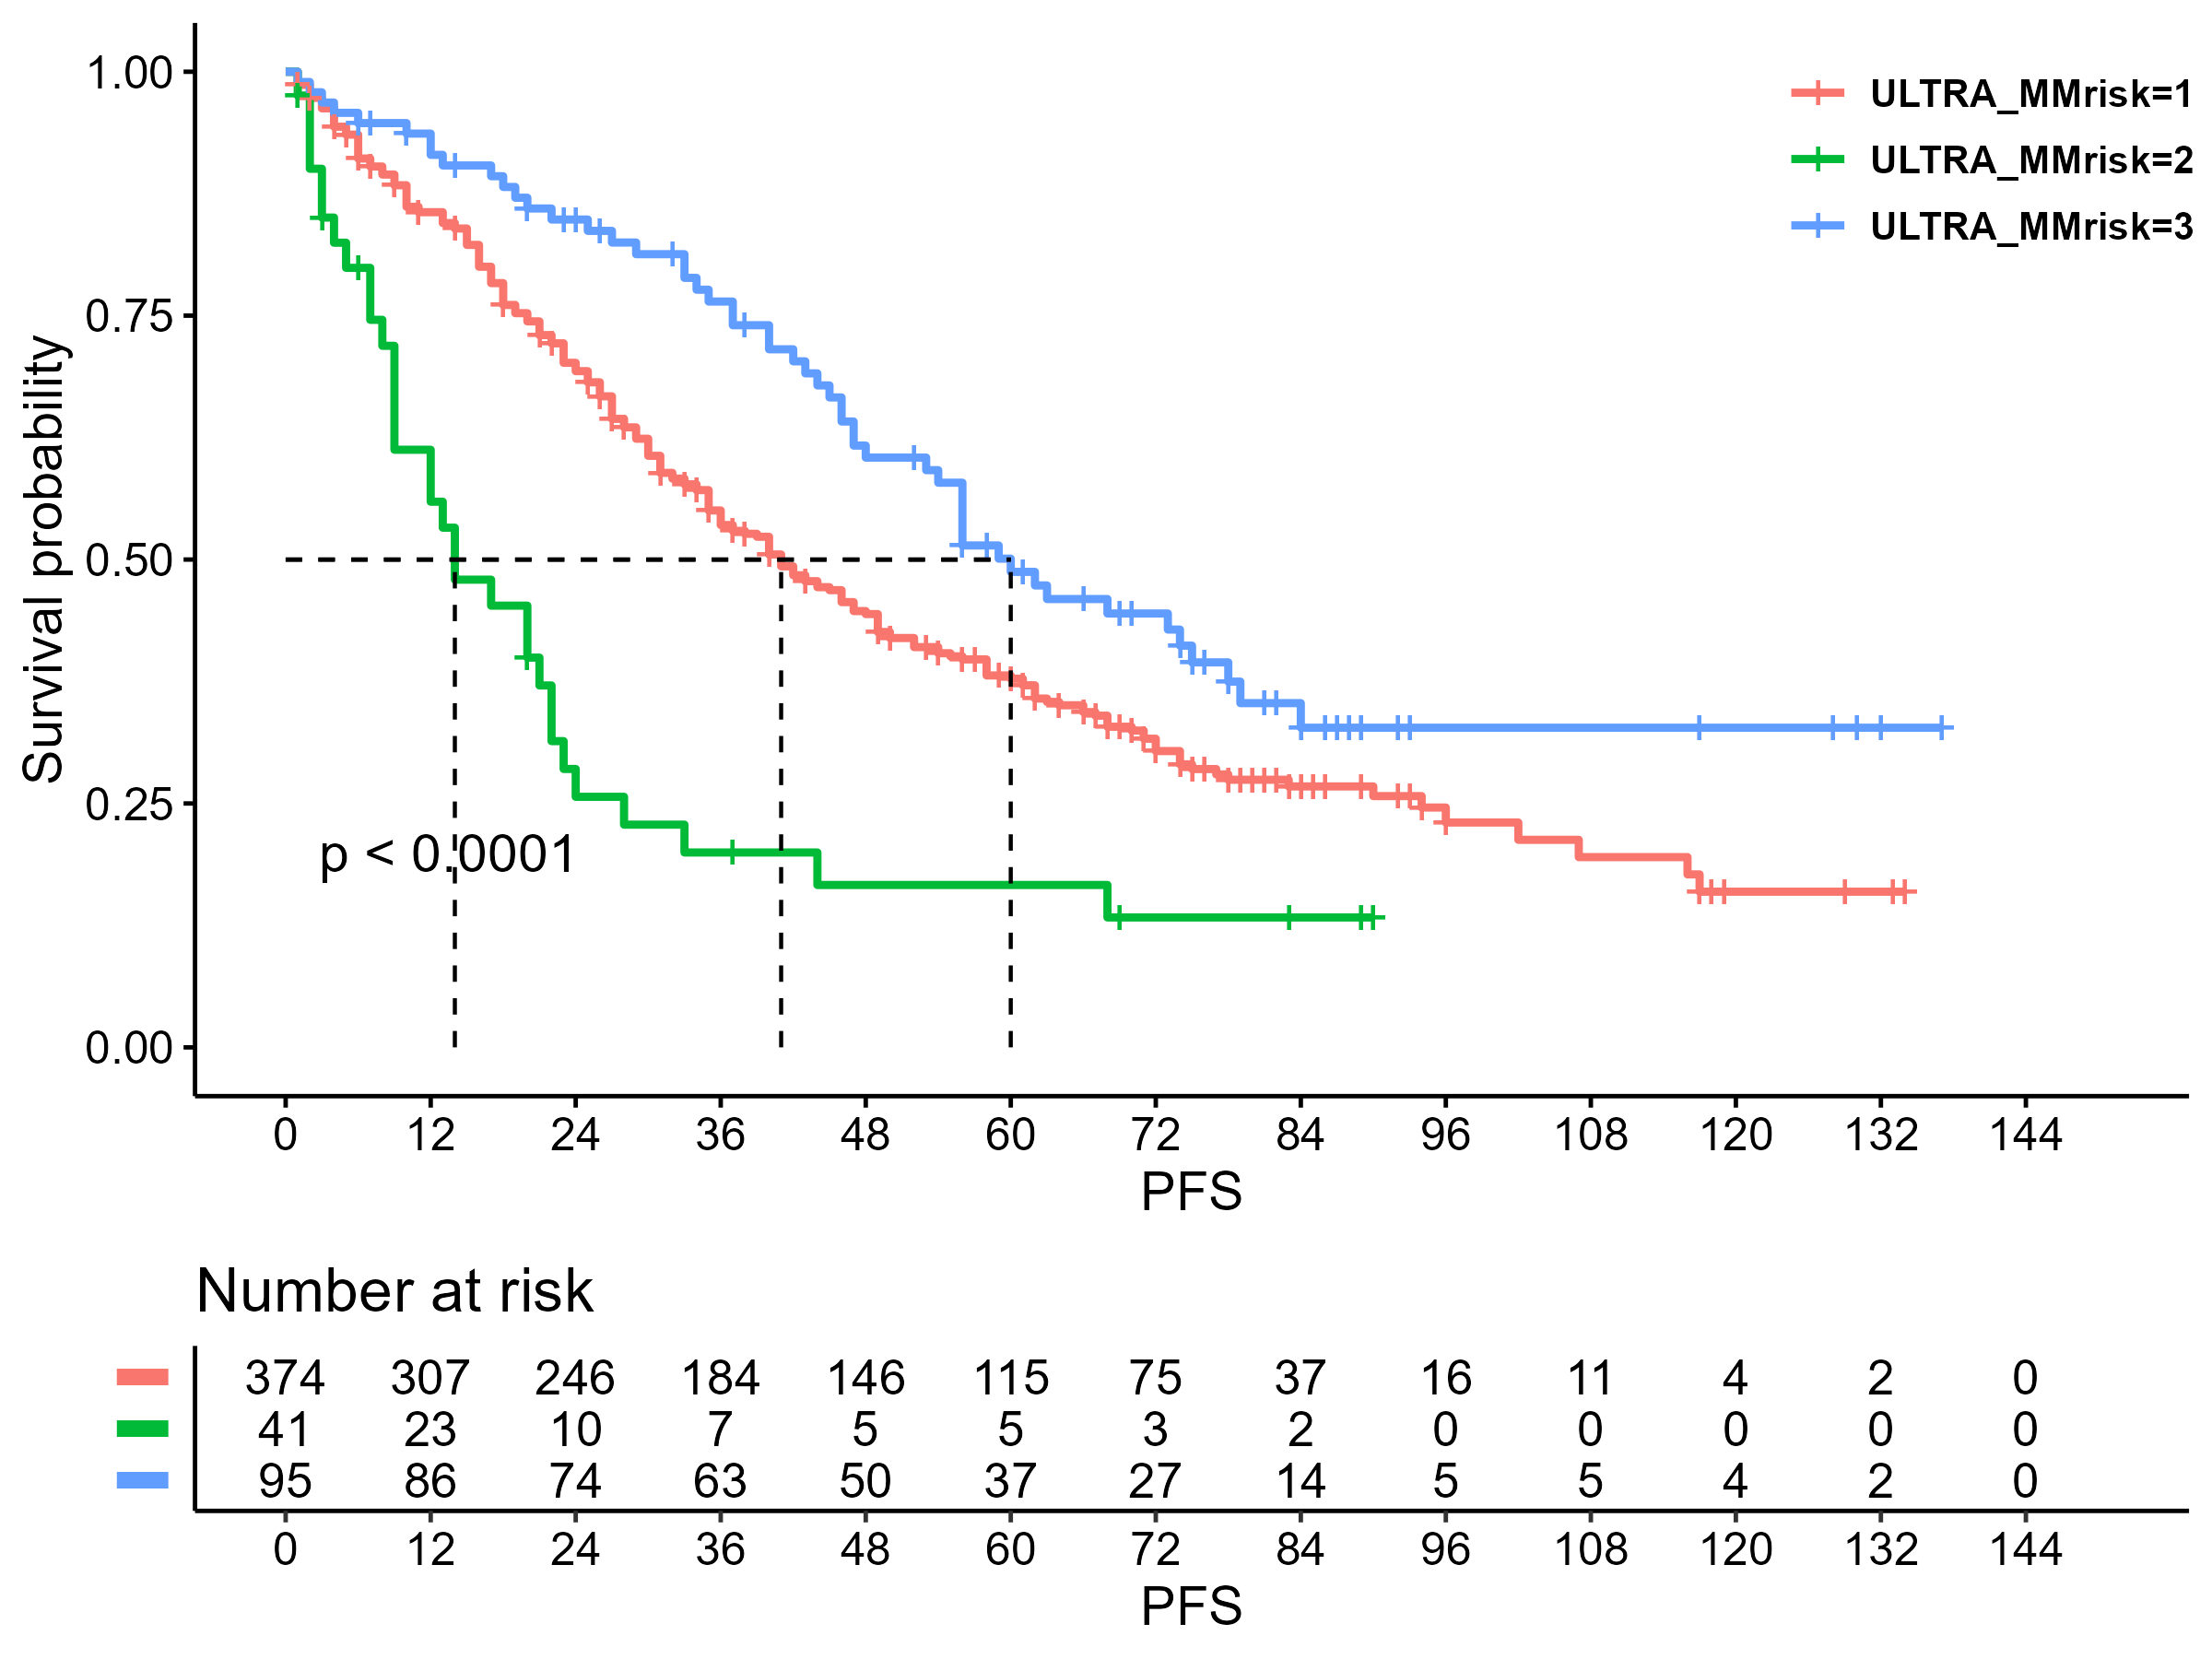 1.00
0.75
0.50
0.25
0.00
Survival probability
ULTRA_MMrisk=1
ULTRA_MMrisk=2
ULTRA_MMrisk=3
p < 0.0001
0 12 24 36 48 60 72 84 96 108 120 132 144
PFS
Number at risk
374 307 246 184 146 115 75 37 16 11 4 2 0
41 23 10 7 5 5 3 2 0 0 0 0 0
95 86 74 63 50 37 27 14 5 5 4 2 0
0 12 24 36 48 60 72 84 96 108 120 132 144
PFS